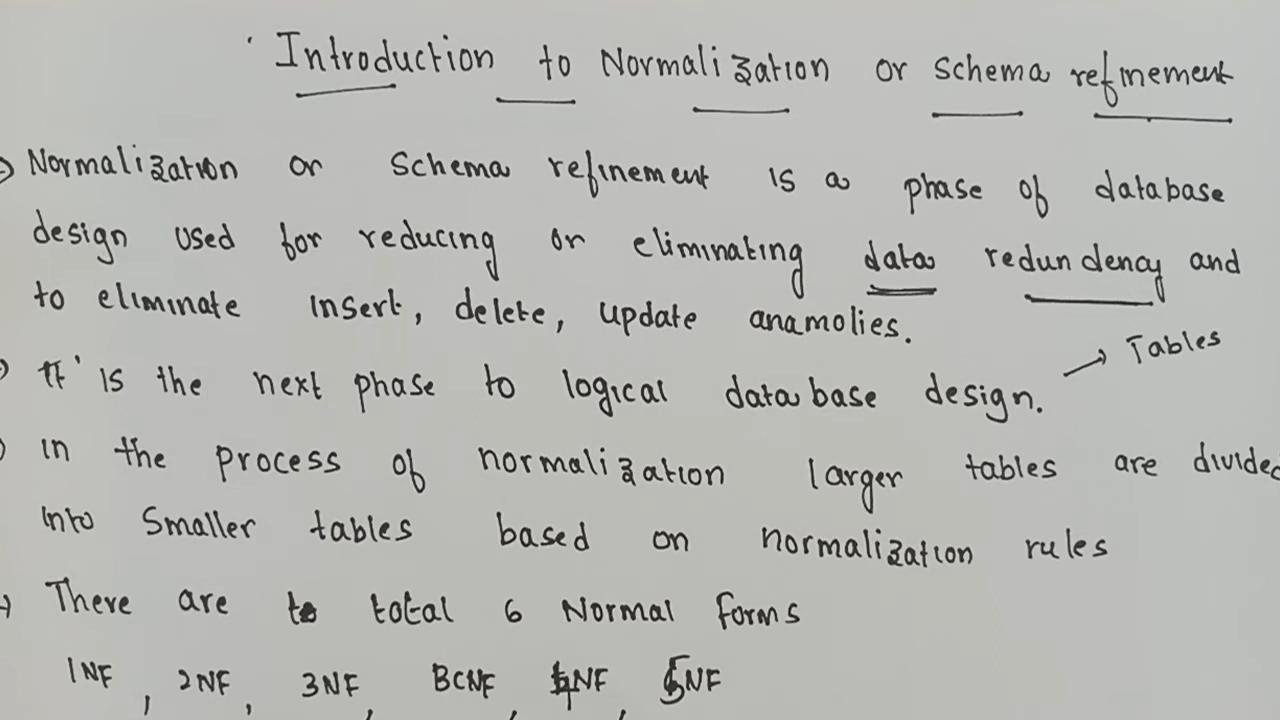 Introduction to Normalization or Schema refinement
Normalization or Schema refinement is a phase of database
design used for reducing or eliminating data redundency and
to eliminate insert, delete, update anamolies.
→ Tables
It is the next phase to logical database design.
in the process of normalization larger tables are divided
into smaller tables based on normalization rules
→ There are to total 6 Normal forms
1NF, 2NF, 3NF, BCNF, 4NF, 5NF